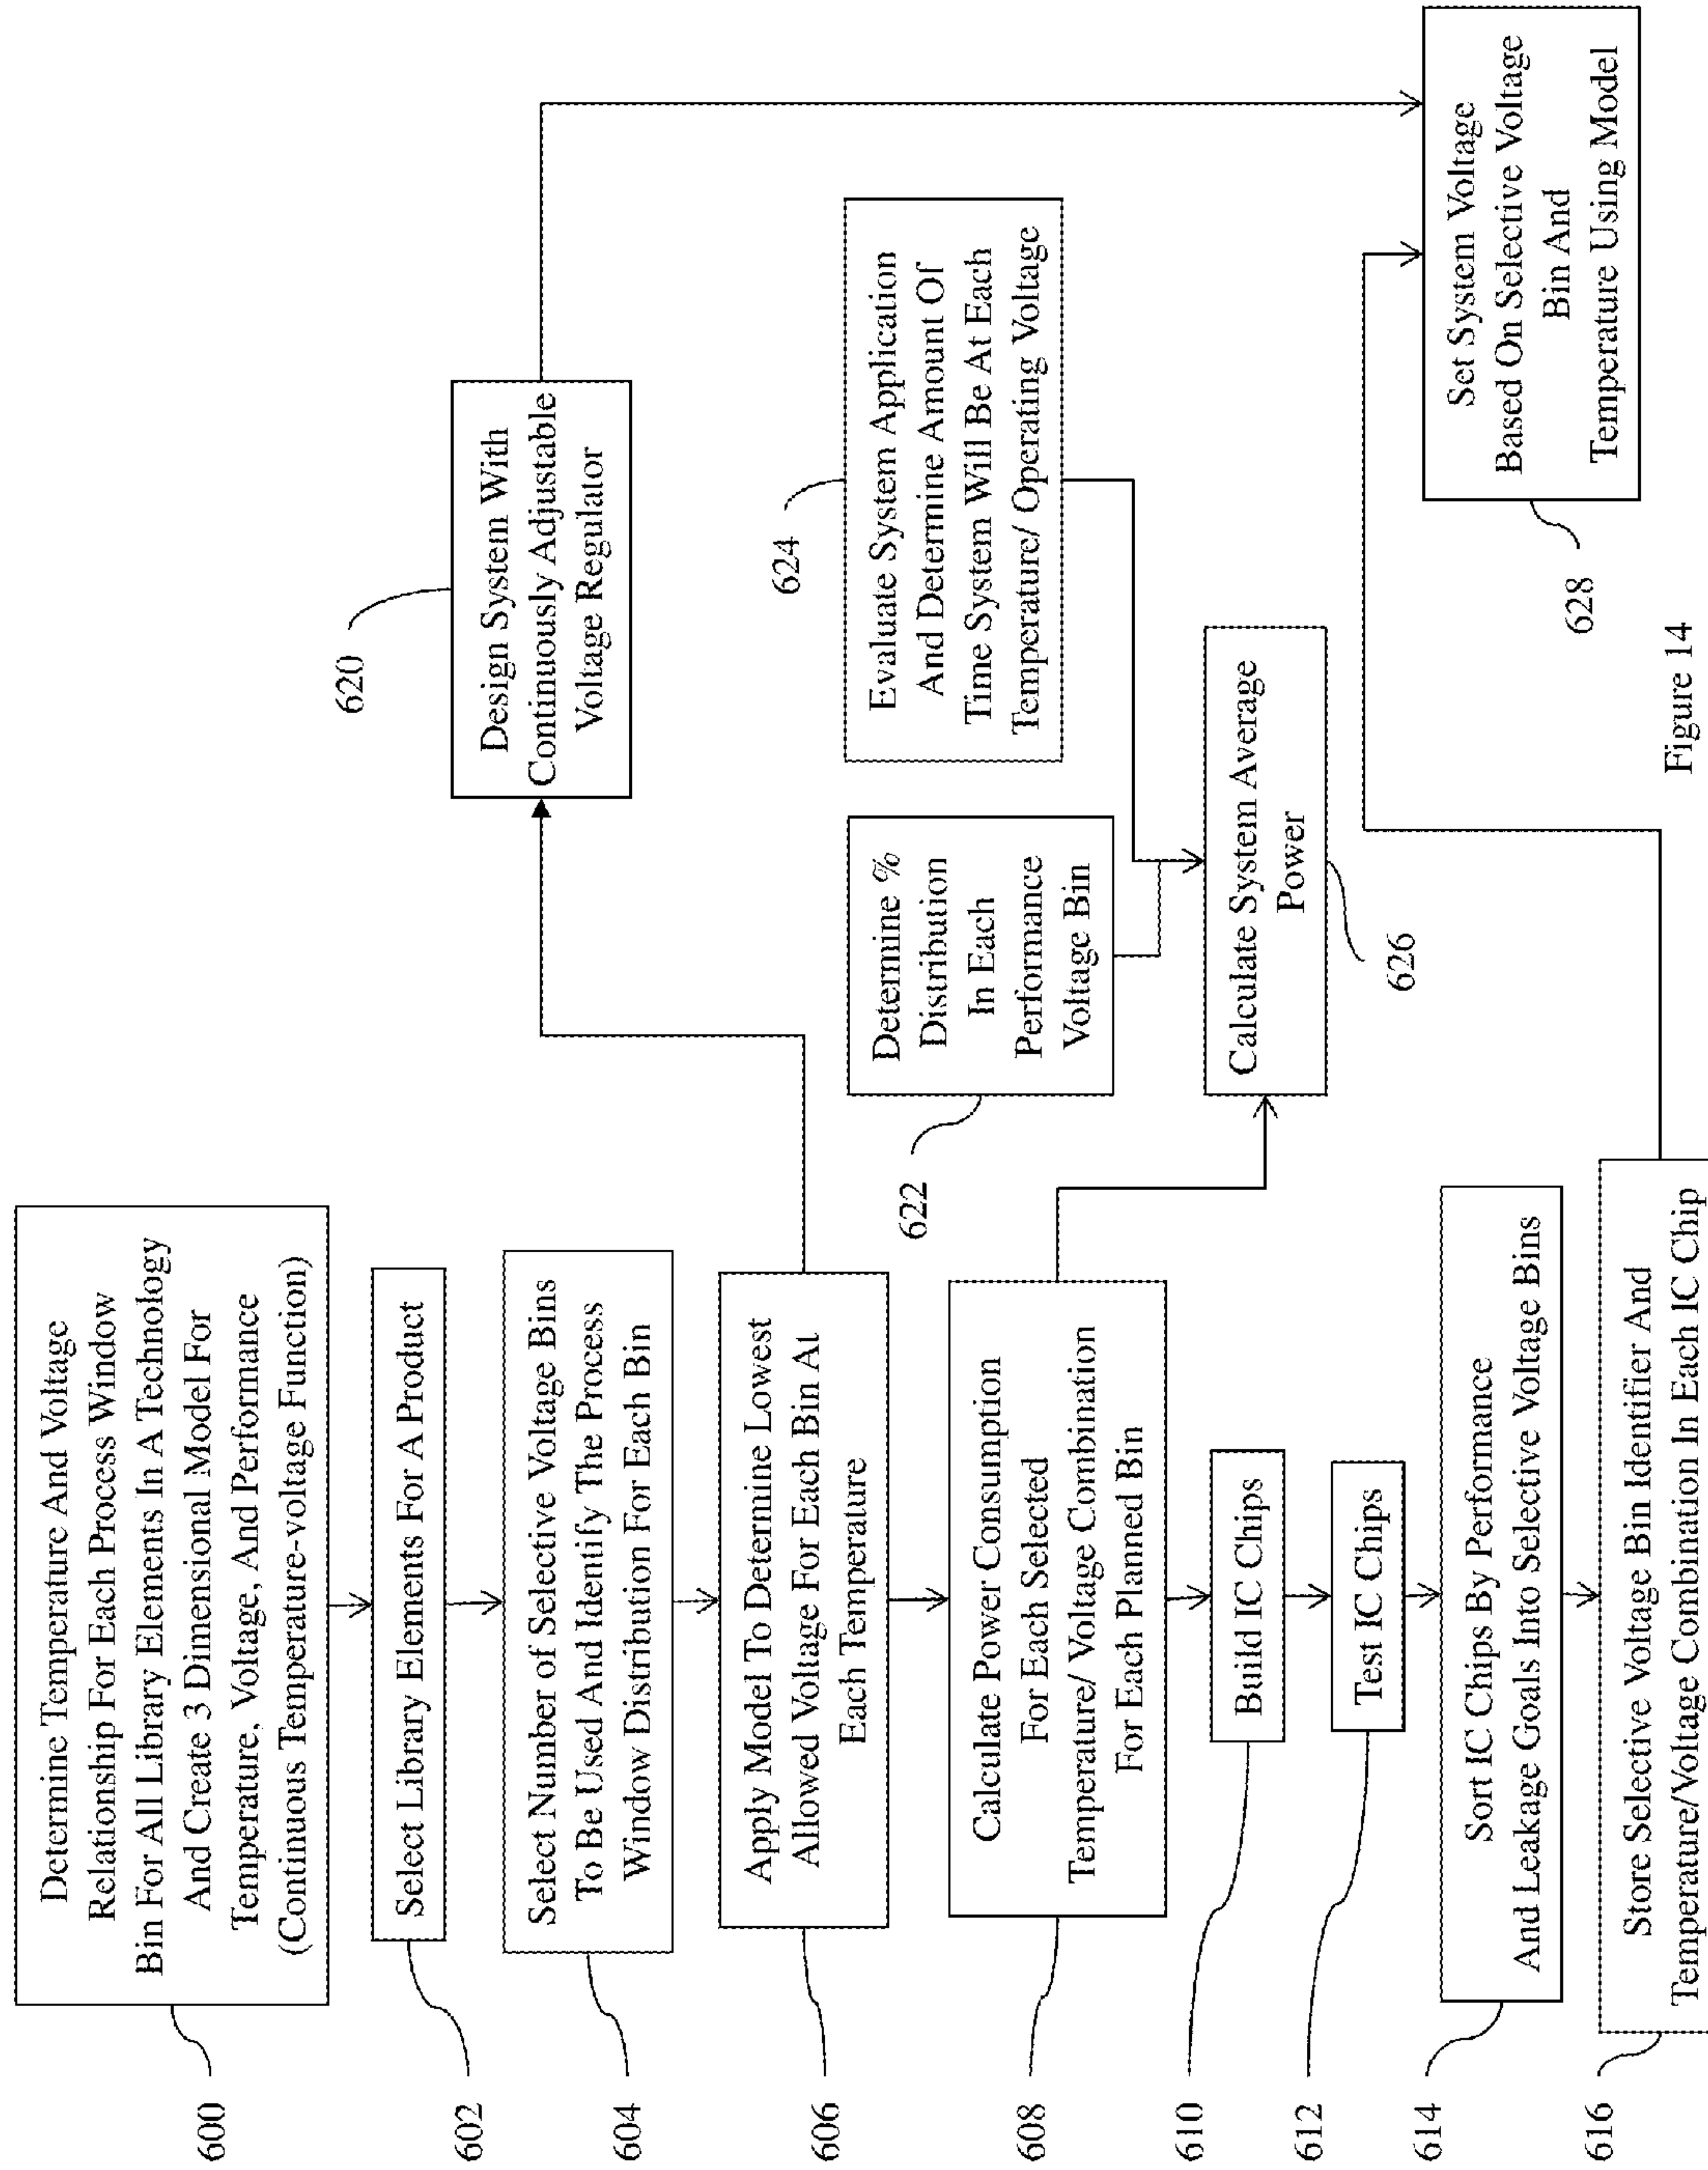 600
Determine Temperature And Voltage
Relationship For Each Process Window
Bin For All Library Elements In A Technology
And Create 3 Dimensional Model For
Temperature, Voltage, And Performance
(Continuous Temperature-voltage Function)
602
Select Library Elements For A Product
604
Select Number of Selective Voltage Bins
To Be Used And Identify The Process
Window Distribution For Each Bin
606
Apply Model To Determine Lowest
Allowed Voltage For Each Bin At
Each Temperature
608
Calculate Power Consumption
For Each Selected
Temperature/ Voltage Combination
For Each Planned Bin
610
Build IC Chips
612
Test IC Chips
614
Sort IC Chips By Performance
And Leakage Goals Into Selective Voltage Bins
616
Store Selective Voltage Bin Identifier And
Temperature/Voltage Combination In Each IC Chip
620
Design System With
Continuously Adjustable
Voltage Regulator
622
Determine %
Distribution
In Each
Performance
Voltage Bin
624
Evaluate System Application
And Determine Amount Of
Time System Will Be At Each
Temperature/ Operating Voltage
Calculate System Average
Power
626
Set System Voltage
Based On Selective Voltage
Bin And
Temperature Using Model
628
Figure 14